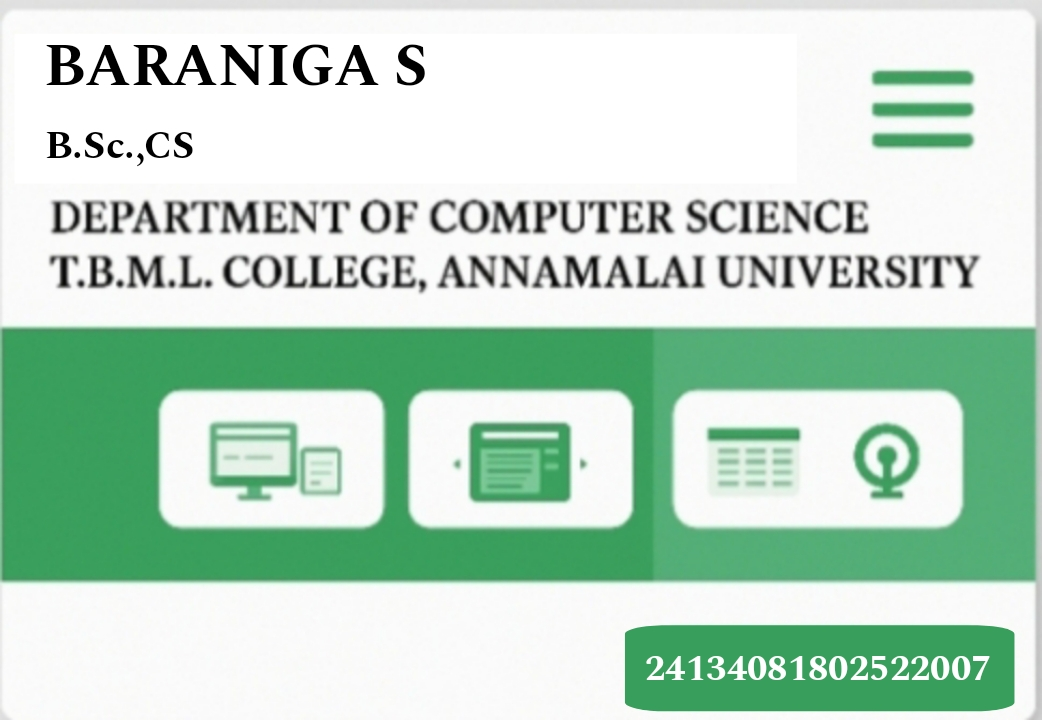 BARANIGA S
B.Sc.,CS
DEPARTMENT OF COMPUTER SCIENCE
T.B.M.L. COLLEGE, ANNAMALAI UNIVERSITY
24134081802522007